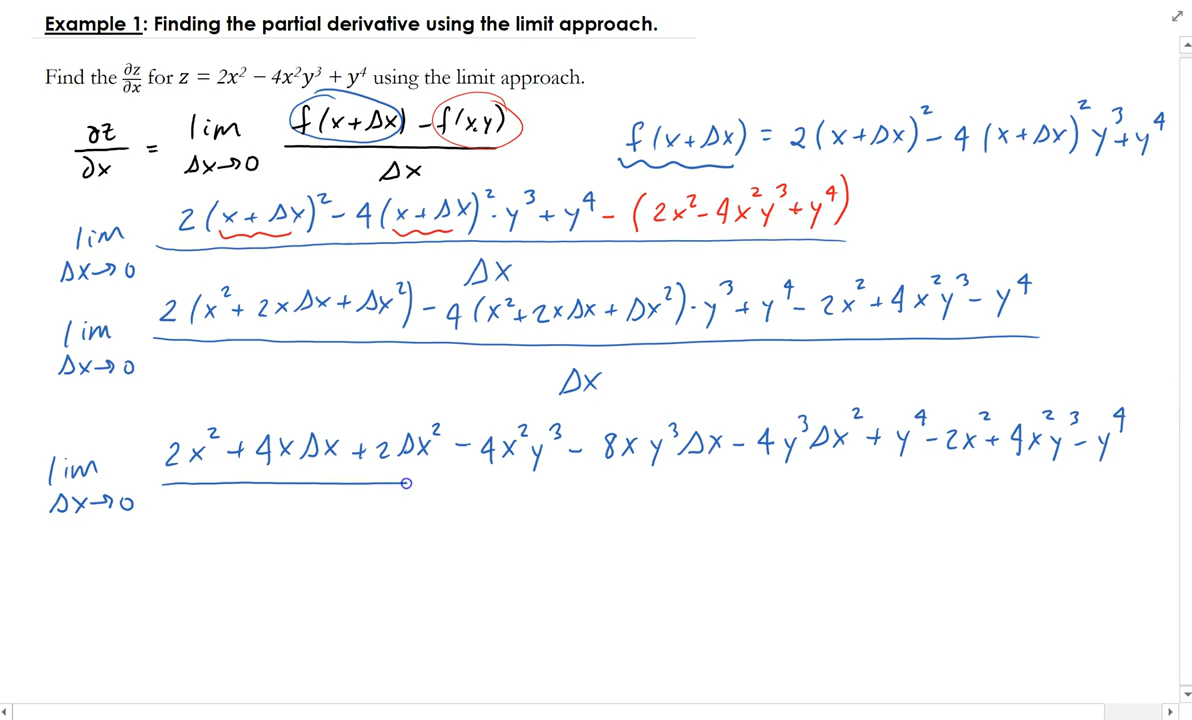 Example 1: Finding the partial derivative using the limit approach.
Find the ∂z/∂x for z = 2x² − 4x²y³ + y⁴ using the limit approach.
∂z/∂x = lim Δx→0 (f(x+Δx) − f(x,y))/Δx
f(x+Δx) = 2(x+Δx)² − 4(x+Δx)² y³ + y⁴
lim Δx→0 (2(x+Δx)² − 4(x+Δx)² · y³ + y⁴ − (2x² − 4x²y³ + y⁴))/Δx
lim Δx→0 (2(x² + 2xΔx + Δx²) − 4(x² + 2xΔx + Δx²) · y³ + y⁴ − 2x² + 4x²y³ − y⁴)/Δx
lim Δx→0 2x² + 4xΔx + 2Δx² − 4x²y³ − 8xy³Δx − 4y³Δx² + y⁴ − 2x² + 4x²y³ − y⁴